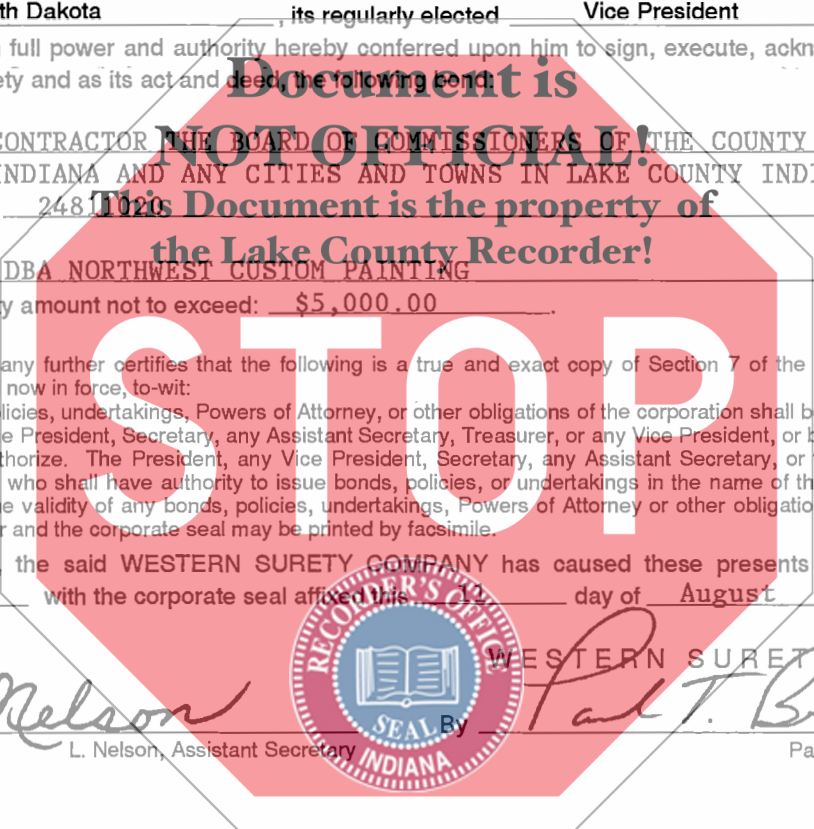 th Dakota , its regularly elected Vice President
full power and authority hereby conferred upon him to sign, execute, ackn
ety and as its act and deed, the following bond:
Document is
CONTRACTOR THE BOARD OF COMMISSIONERS OF THE COUNTY
NOT OFFICIAL!
INDIANA AND ANY CITIES AND TOWNS IN LAKE COUNTY INDI
This Document is the property of
the Lake County Recorder!
DBA NORTHWEST CUSTOM PAINTING
y amount not to exceed: $5,000.00 .
STOP
any further certifies that the following is a true and exact copy of Section 7 of the
now in force, to-wit:
licies, undertakings, Powers of Attorney, or other obligations of the corporation shall b
e President, Secretary, any Assistant Secretary, Treasurer, or any Vice President, or b
thorize. The President, any Vice President, Secretary, any Assistant Secretary, or
who shall have authority to issue bonds, policies, or undertakings in the name of th
e validity of any bonds, policies, undertakings, Powers of Attorney or other obligatio
r and the corporate seal may be printed by facsimile.
, the said WESTERN SURETY COMPANY has caused these presents
with the corporate seal affixed this 11 day of August
RECORDER'S OFFICE
SEAL
INDIANA
WESTERN SURET
Nelson By Paul T. B
L. Nelson, Assistant Secretary Pa